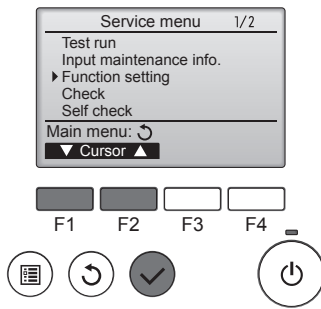 Service menu 1/2
Test run
Input maintenance info.
Function setting
Check
Self check
Main menu:
▼ Cursor ▲
F1 F2 F3 F4